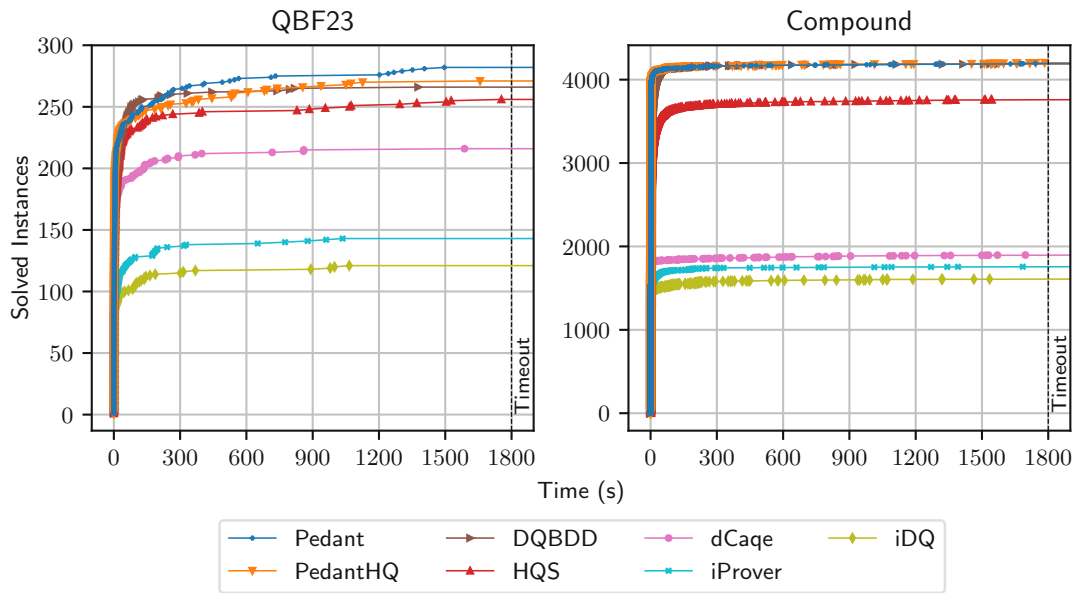 QBF23
Compound
Solved Instances
300
250
200
150
100
50
0
4000
3000
2000
1000
0
Timeout
Timeout
0 300 600 900 1200 1500 1800
0 300 600 900 1200 1500 1800
Time (s)
Pedant DQBDD dCaqe iDQ
PedantHQ HQS iProver